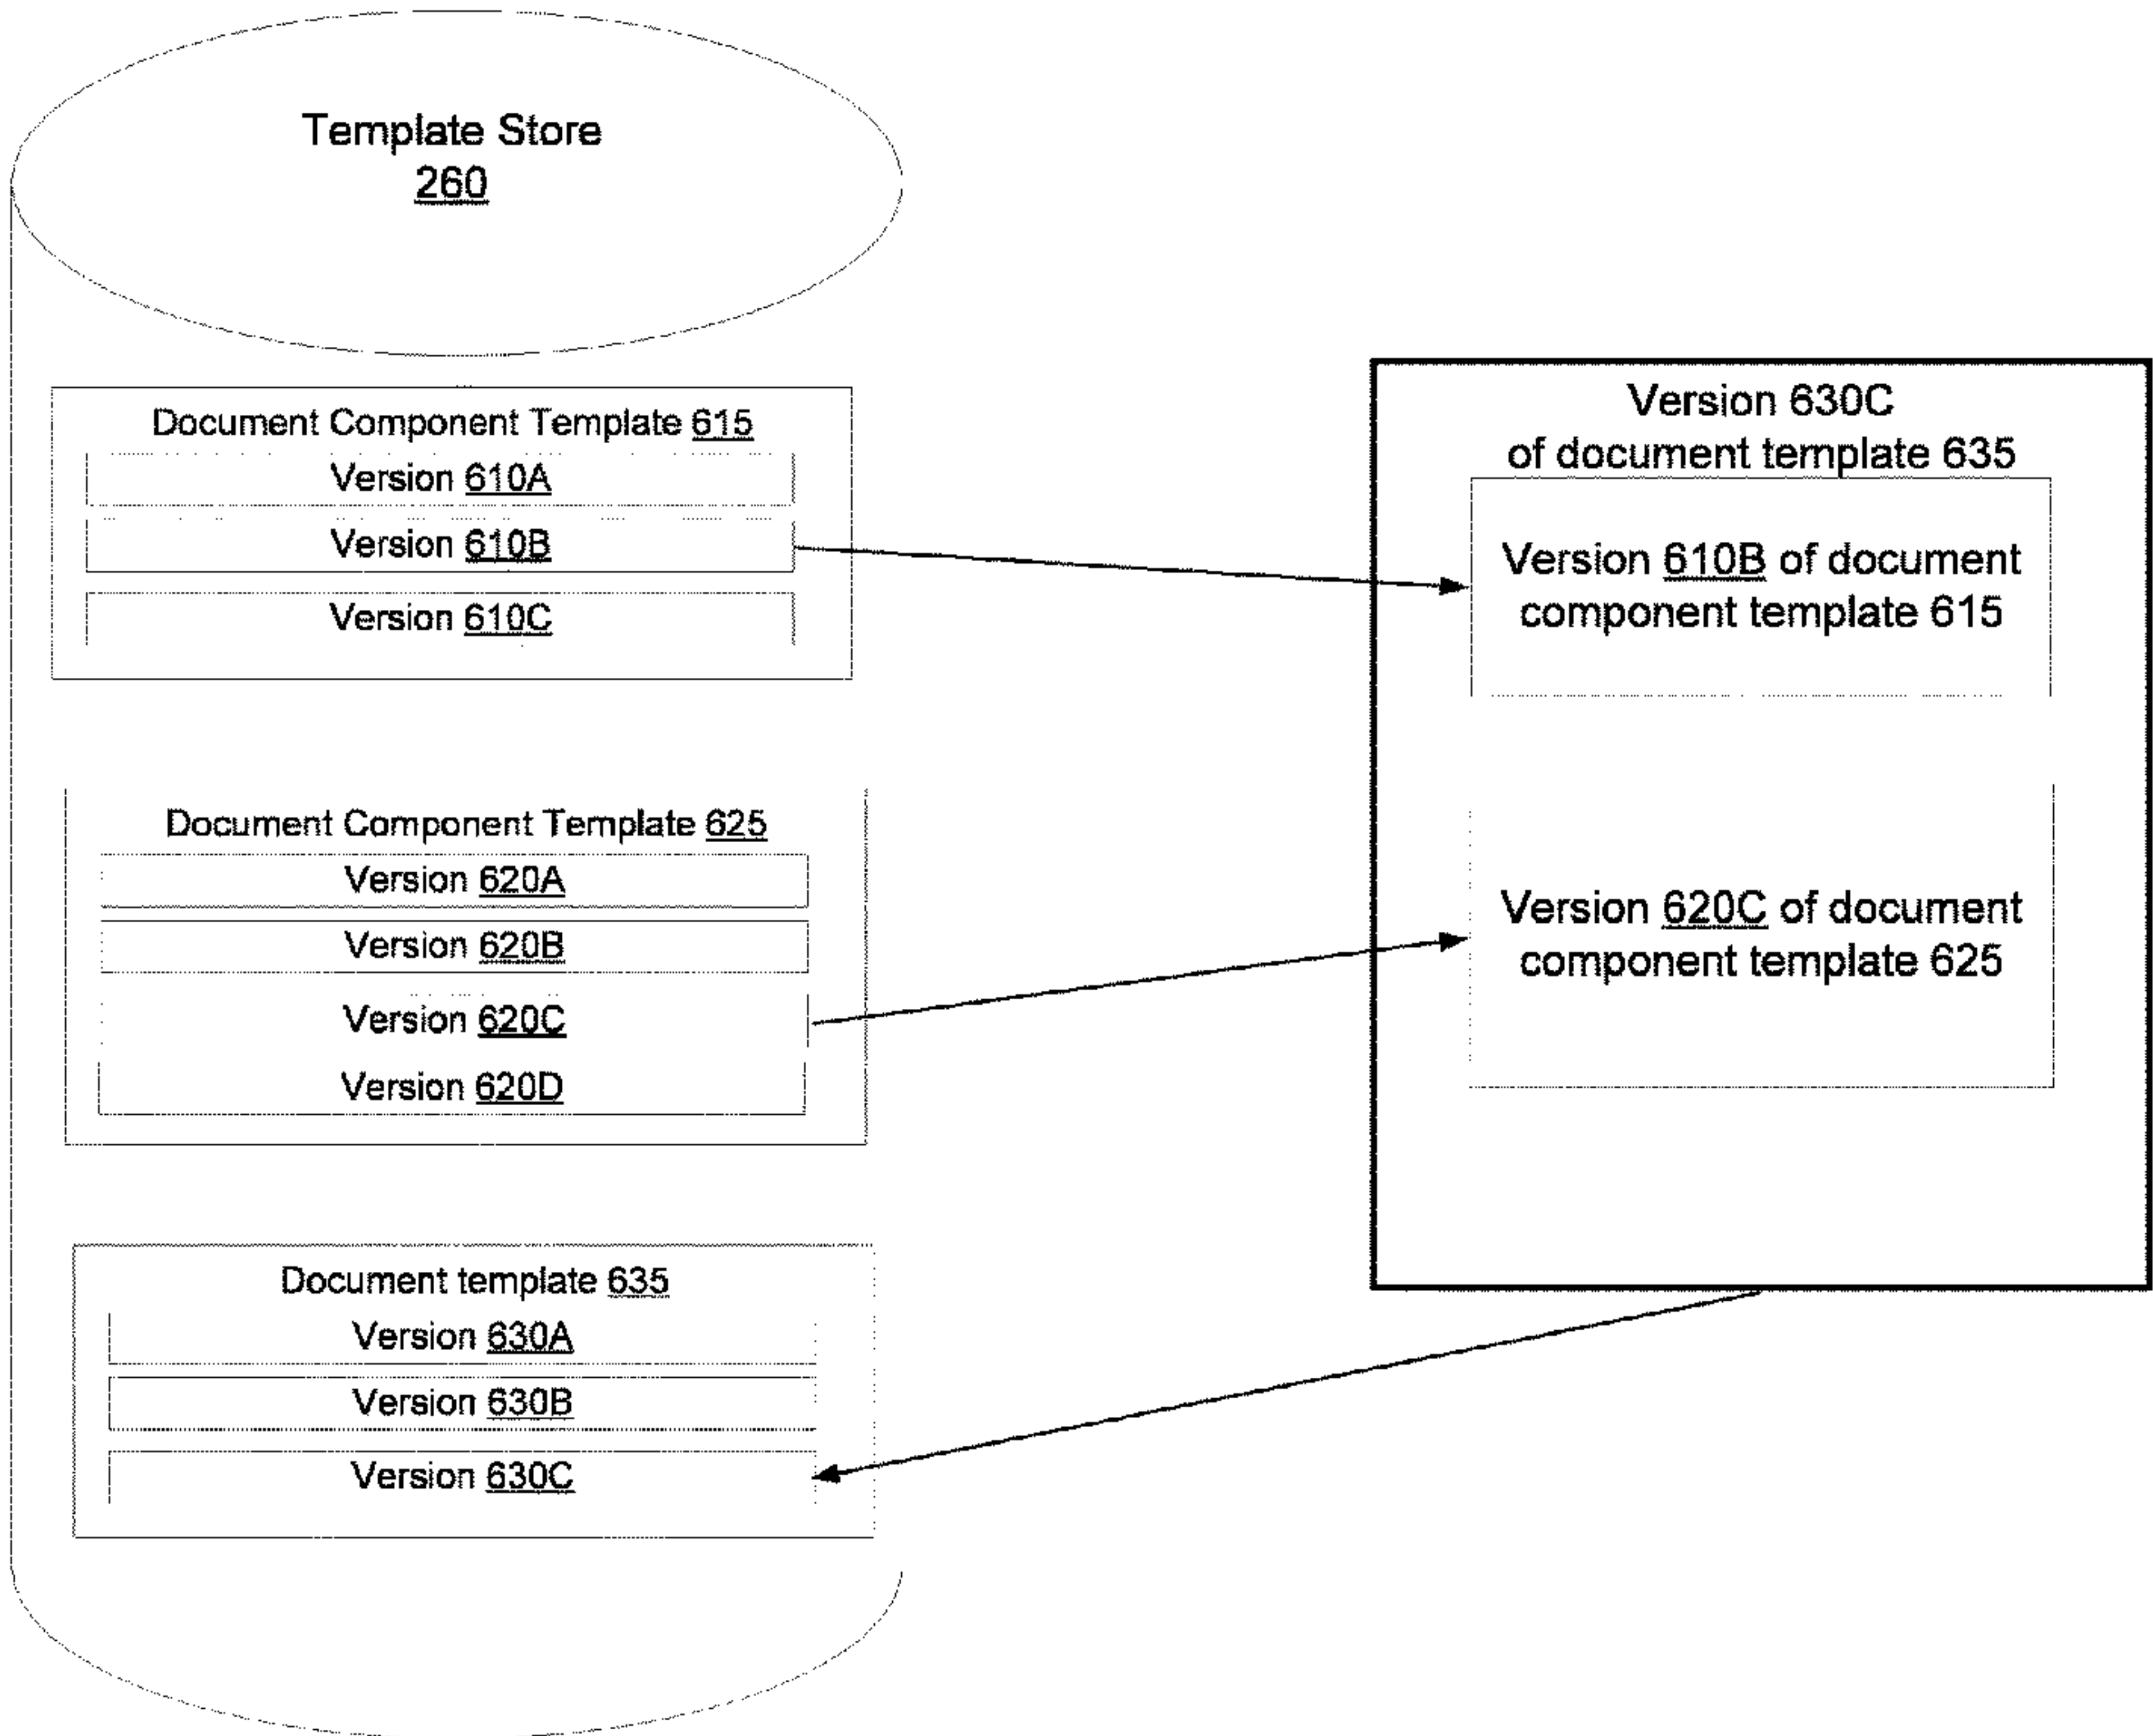 Template Store
260
Document Component Template 615
Version 610A
Version 610B
Version 610C
Document Component Template 625
Version 620A
Version 620B
Version 620C
Version 620D
Document template 635
Version 630A
Version 630B
Version 630C
Version 630C
of document template 635
Version 610B of document
component template 615
Version 620C of document
component template 625